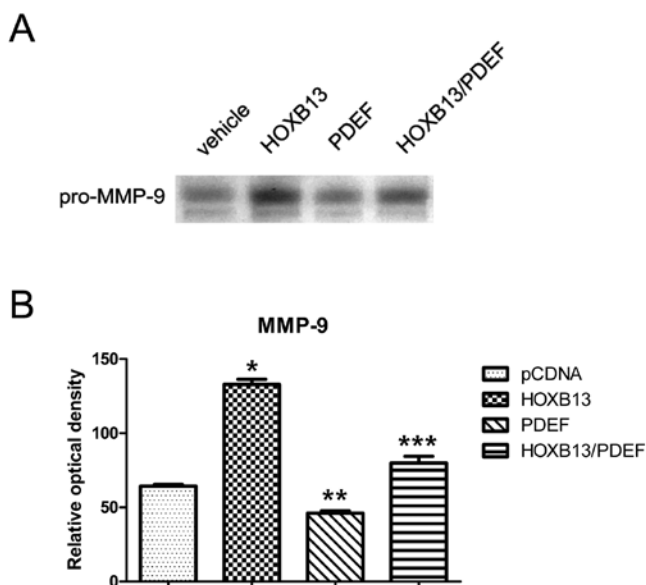 A
vehicle
HOXB13
PDEF
HOXB13/PDEF
pro-MMP-9
B
MMP-9
Relative optical density
150
100
50
0
*
**
***
pCDNA
HOXB13
PDEF
HOXB13/PDEF